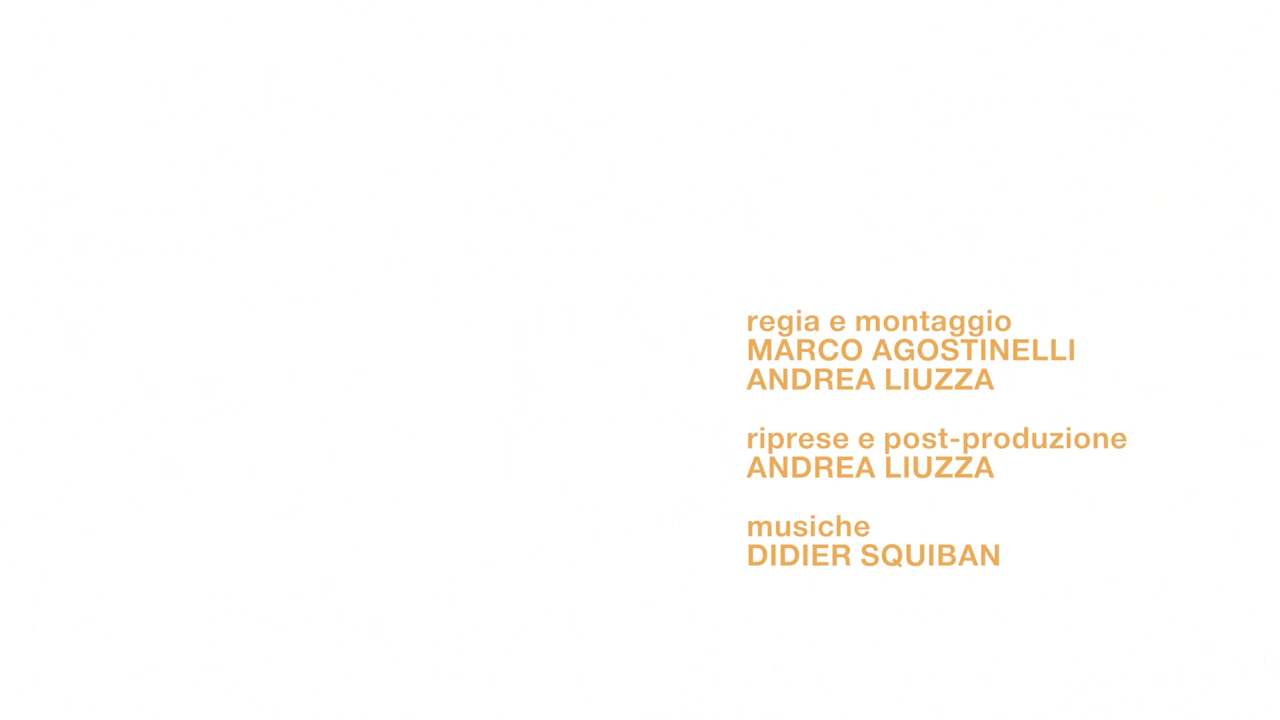 regia e montaggio
MARCO AGOSTINELLI
ANDREA LIUZZA
riprese e post-produzione
ANDREA LIUZZA
musiche
DIDIER SQUIBAN